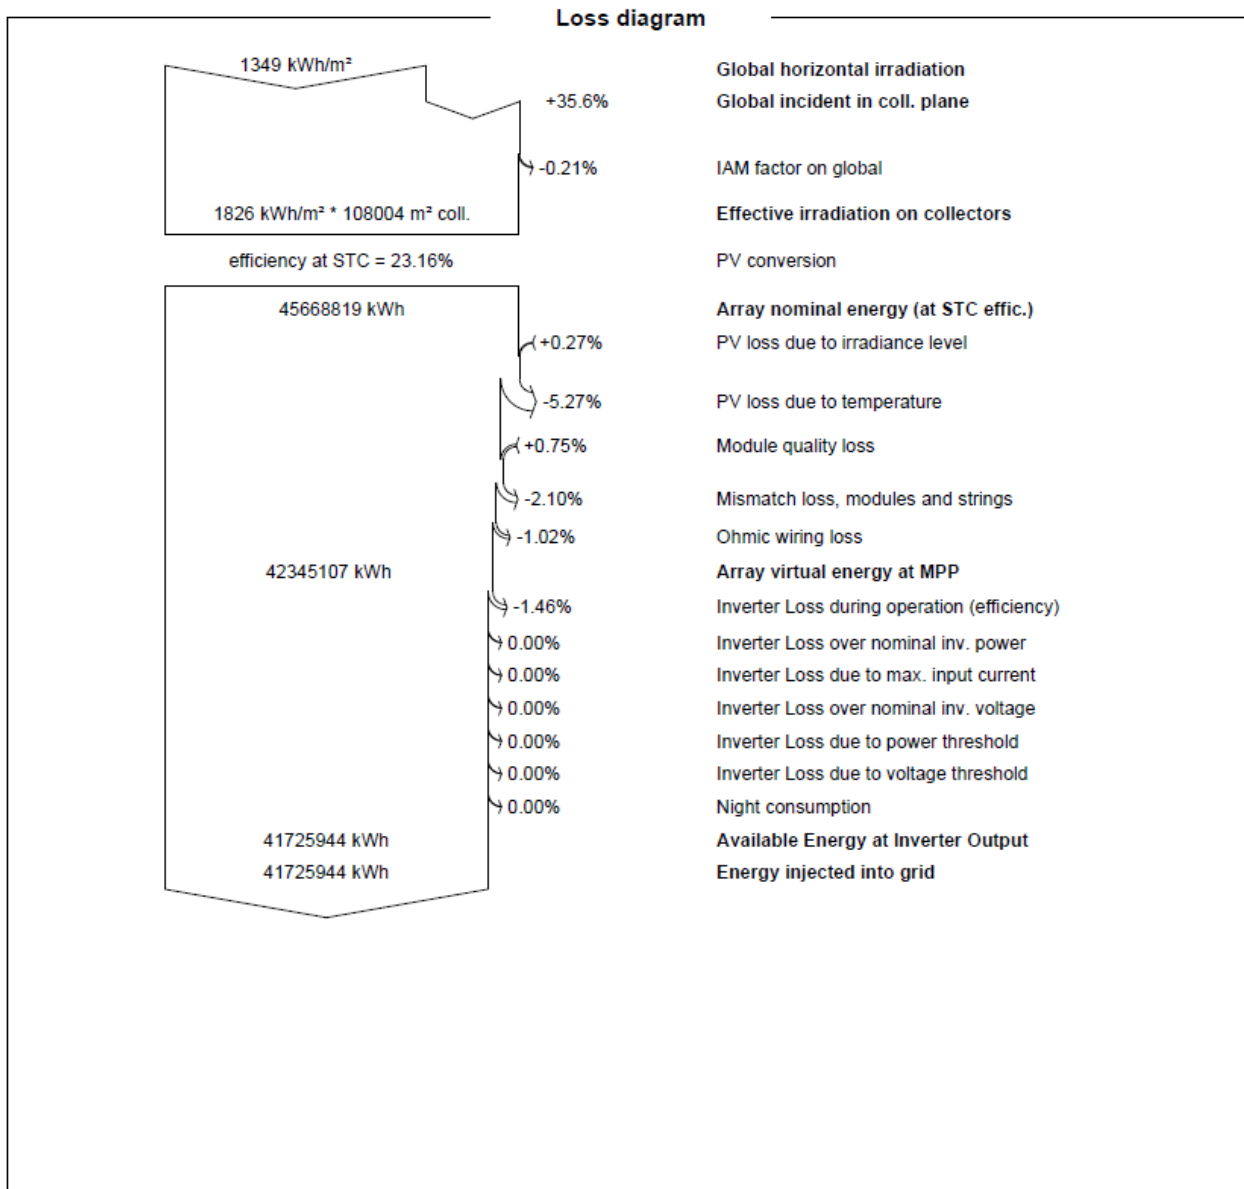 Loss diagram
1349 kWh/m² Global horizontal irradiation
+35.6% Global incident in coll. plane
-0.21% IAM factor on global
1826 kWh/m² * 108004 m² coll. Effective irradiation on collectors
efficiency at STC = 23.16% PV conversion
45668819 kWh Array nominal energy (at STC effic.)
+0.27% PV loss due to irradiance level
-5.27% PV loss due to temperature
+0.75% Module quality loss
-2.10% Mismatch loss, modules and strings
-1.02% Ohmic wiring loss
42345107 kWh Array virtual energy at MPP
-1.46% Inverter Loss during operation (efficiency)
0.00% Inverter Loss over nominal inv. power
0.00% Inverter Loss due to max. input current
0.00% Inverter Loss over nominal inv. voltage
0.00% Inverter Loss due to power threshold
0.00% Inverter Loss due to voltage threshold
0.00% Night consumption
41725944 kWh Available Energy at Inverter Output
41725944 kWh Energy injected into grid